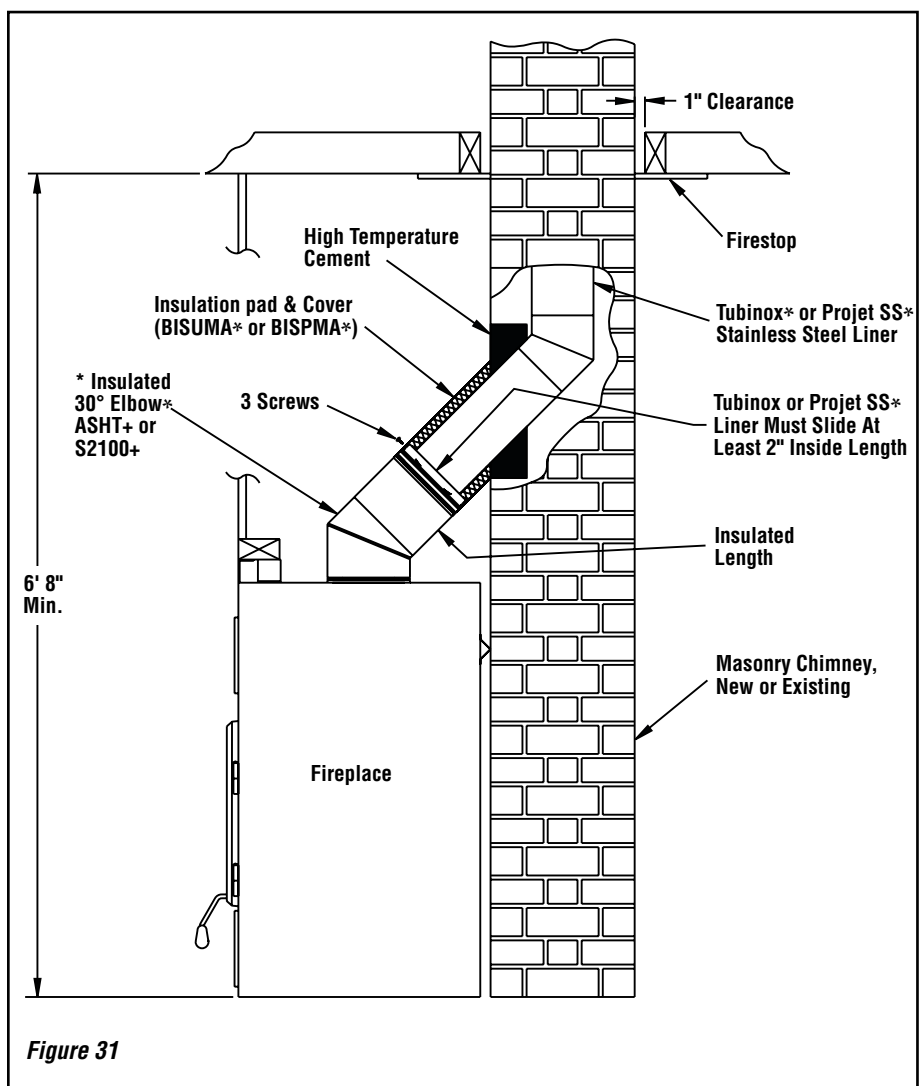 1" Clearance
Firestop
High Temperature
Cement
Insulation pad & Cover
(BISUMA* or BISPMA*)
Tubinox* or Projet SS*
Stainless Steel Liner
* Insulated
30° Elbow*
ASHT+ or
S2100+
3 Screws
Tubinox or Projet SS*
Liner Must Slide At
Least 2" Inside Length
Insulated
Length
6' 8"
Min.
Masonry Chimney,
New or Existing
Fireplace
Figure 31